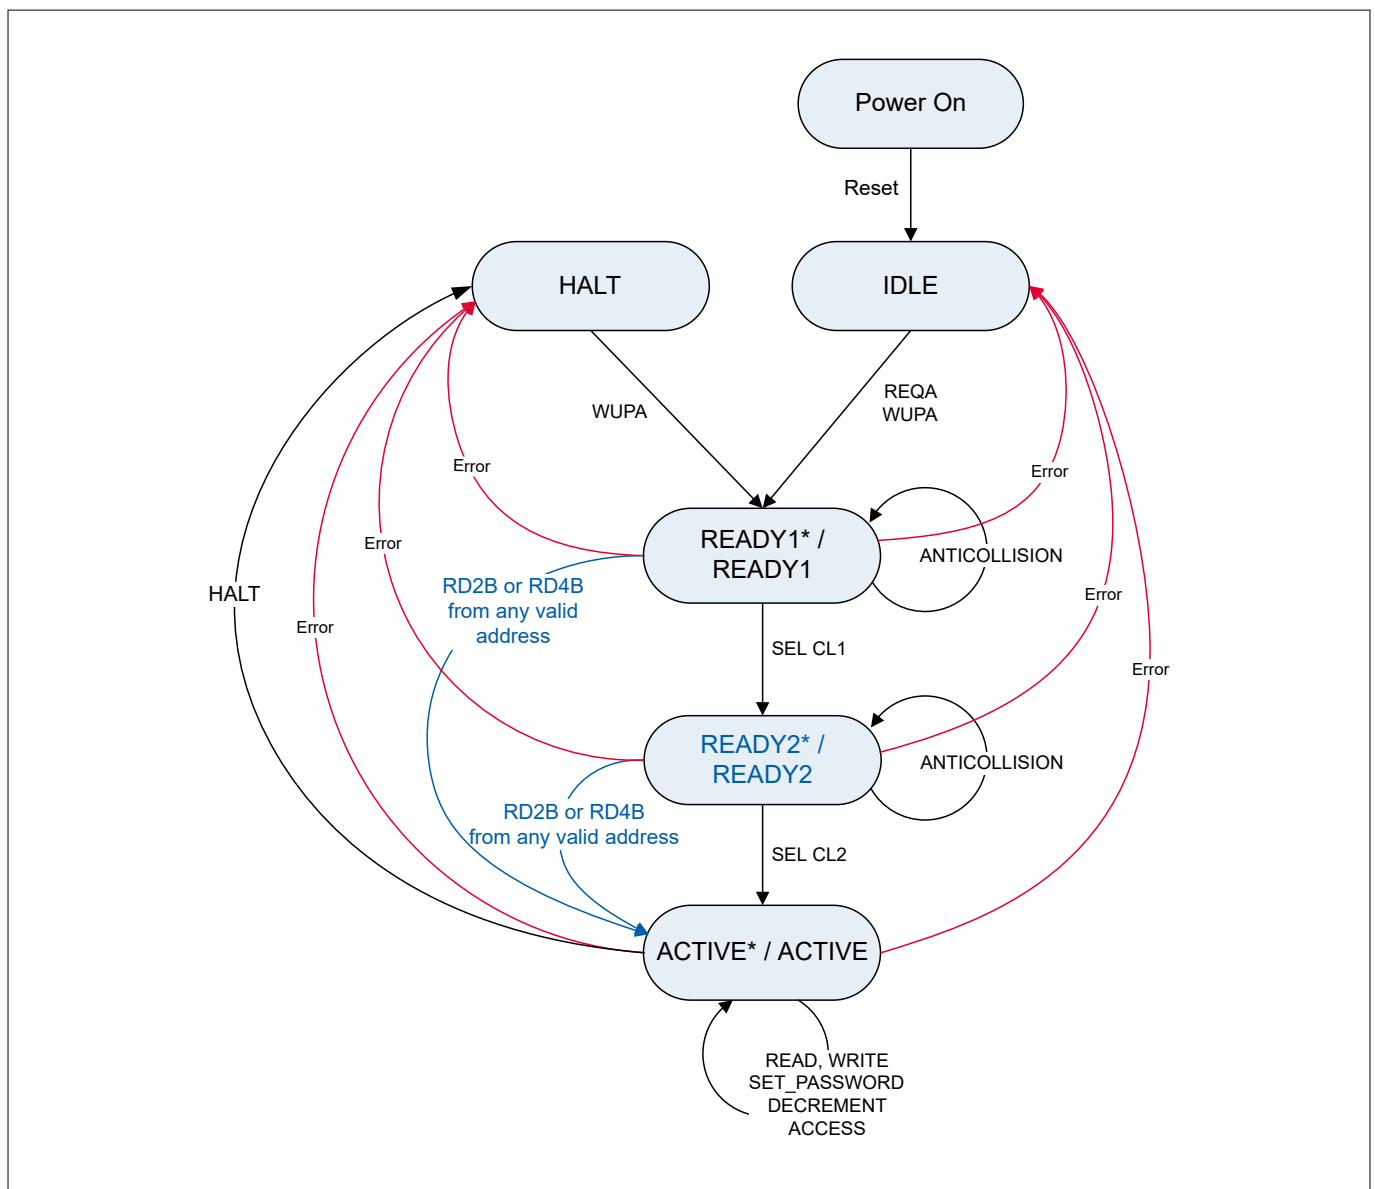 Power On
Reset
HALT
IDLE
WUPA
REQA
WUPA
Error
Error
READY1* /
READY1
ANTICOLLISION
Error
RD2B or RD4B
from any valid
address
HALT
Error
Error
SEL CL1
Error
READY2* /
READY2
ANTICOLLISION
RD2B or RD4B
from any valid address
SEL CL2
ACTIVE* / ACTIVE
READ, WRITE
SET_PASSWORD
DECREMENT
ACCESS